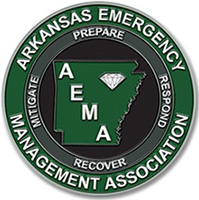 ARKANSAS EMERGENCY
PREPARE
MITIGATE
RESPOND
A
E
M
A
RECOVER
MANAGEMENT ASSOCIATION